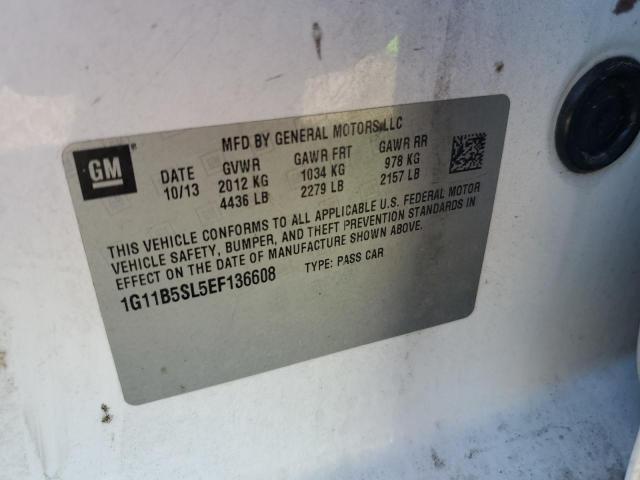 MFD BY GENERAL MOTORS LLC
GM
DATE GVWR GAWR FRT GAWR RR
10/13 2012 KG 1034 KG 978 KG
4436 LB 2279 LB 2157 LB
THIS VEHICLE CONFORMS TO ALL APPLICABLE U.S. FEDERAL MOTOR
VEHICLE SAFETY, BUMPER, AND THEFT PREVENTION STANDARDS IN
EFFECT ON THE DATE OF MANUFACTURE SHOWN ABOVE.
1G11B5SL5EF136608 TYPE: PASS CAR